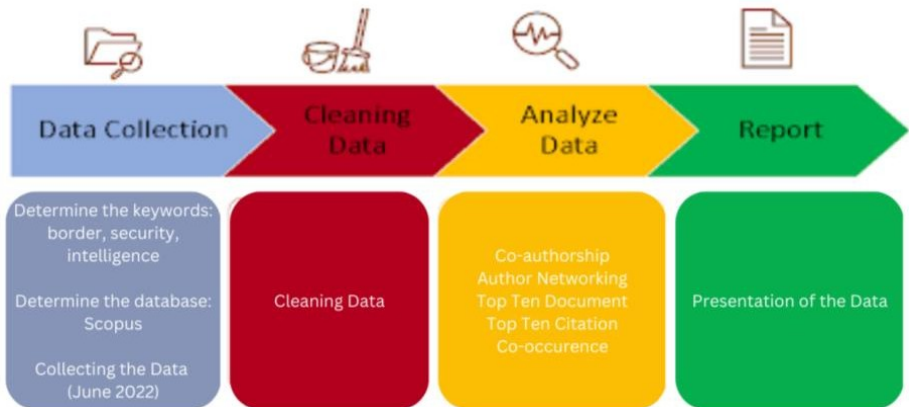 Data Collection
Cleaning
Data
Analyze
Data
Report
Determine the keywords:
border, security,
intelligence
Determine the database:
Scopus
Collecting the Data
(June 2022)
Cleaning Data
Co-authorship
Author Networking
Top Ten Document
Top Ten Citation
Co-occurence
Presentation of the Data